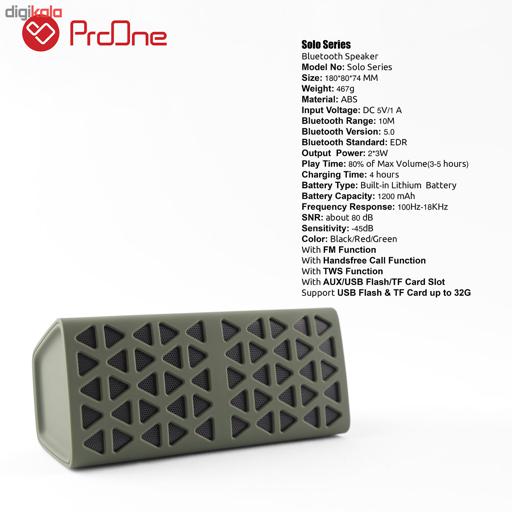 digikala
ProOne
Solo Series
Bluetooth Speaker
Model No: Solo Series
Size: 180*80*74 MM
Weight: 467g
Material: ABS
Input Voltage: DC 5V/1 A
Bluetooth Range: 10M
Bluetooth Version: 5.0
Bluetooth Standard: EDR
Output Power: 2*3W
Play Time: 80% of Max Volume(3-5 hours)
Charging Time: 4 hours
Battery Type: Built-in Lithium Battery
Battery Capacity: 1200 mAh
Frequency Response: 100Hz-18KHz
SNR: about 80 dB
Sensitivity: -45dB
Color: Black/Red/Green
With FM Function
With Handsfree Call Function
With TWS Function
With AUX/USB Flash/TF Card Slot
Support USB Flash & TF Card up to 32G